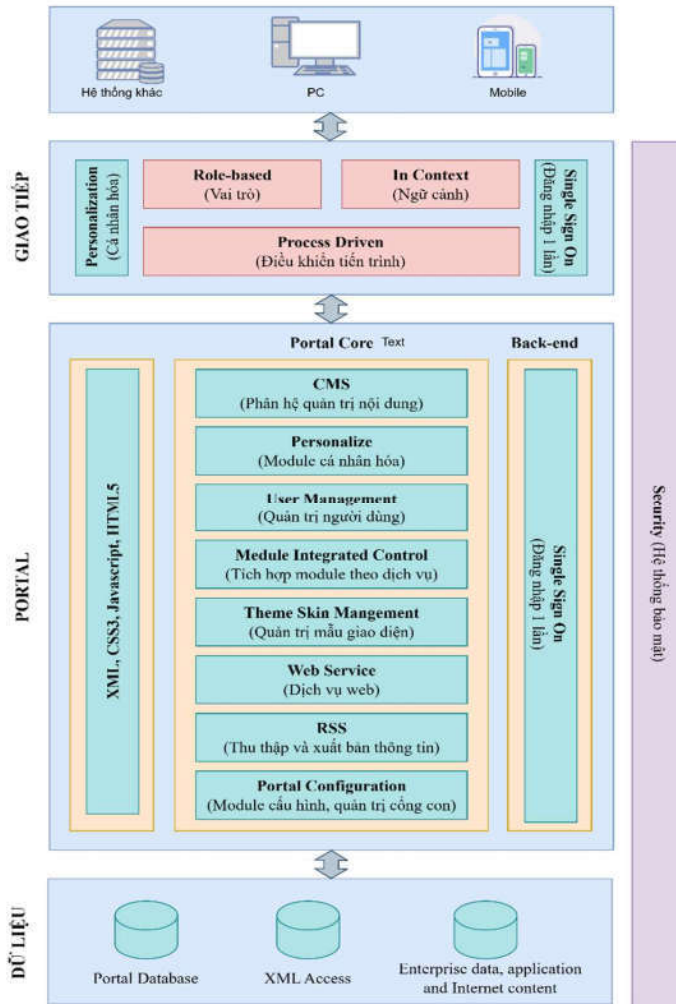 Hệ thống khác
PC
Mobile
GIAO TIẾP
Personalization
(Cá nhân hóa)
Role-based
(Vai trò)
In Context
(Ngữ cảnh)
Process Driven
(Điều khiển tiến trình)
Single Sign On
(Đăng nhập 1 lần)
PORTAL
Portal Core Text
Back-end
XML, CSS3, Javascript, HTML5
CMS
(Phân hệ quản trị nội dung)
Personalize
(Module cá nhân hóa)
User Management
(Quản trị người dùng)
Medule Integrated Control
(Tích hợp module theo dịch vụ)
Theme Skin Mangement
(Quản trị mẫu giao diện)
Web Service
(Dịch vụ web)
RSS
(Thu thập và xuất bản thông tin)
Portal Configuration
(Module cấu hình, quản trị cổng con)
Single Sign On
(Đăng nhập 1 lần)
Security (Hệ thống bảo mật)
DỮ LIỆU
Portal Database
XML Access
Enterprise data, application
and Internet content